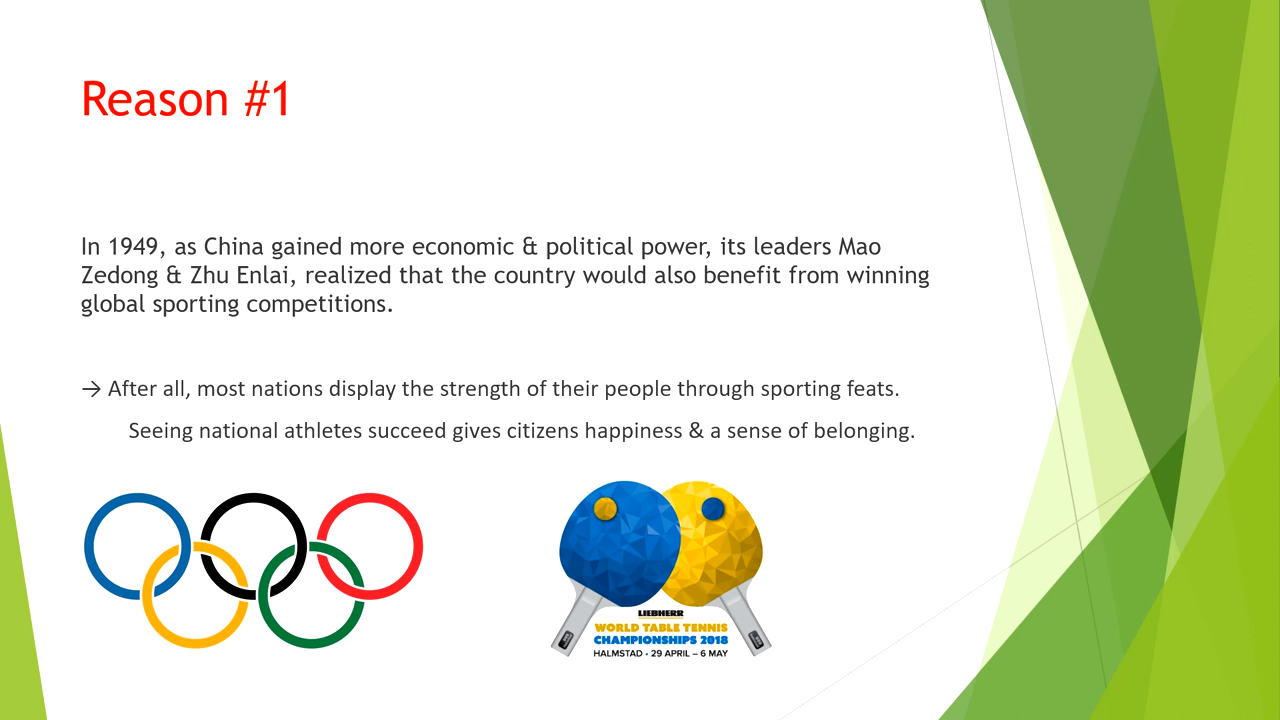 Reason #1
In 1949, as China gained more economic & political power, its leaders Mao
Zedong & Zhu Enlai, realized that the country would also benefit from winning
global sporting competitions.
→ After all, most nations display the strength of their people through sporting feats.
Seeing national athletes succeed gives citizens happiness & a sense of belonging.
LIEBHERR
WORLD TABLE TENNIS
CHAMPIONSHIPS 2018
HALMSTAD • 29 APRIL – 6 MAY